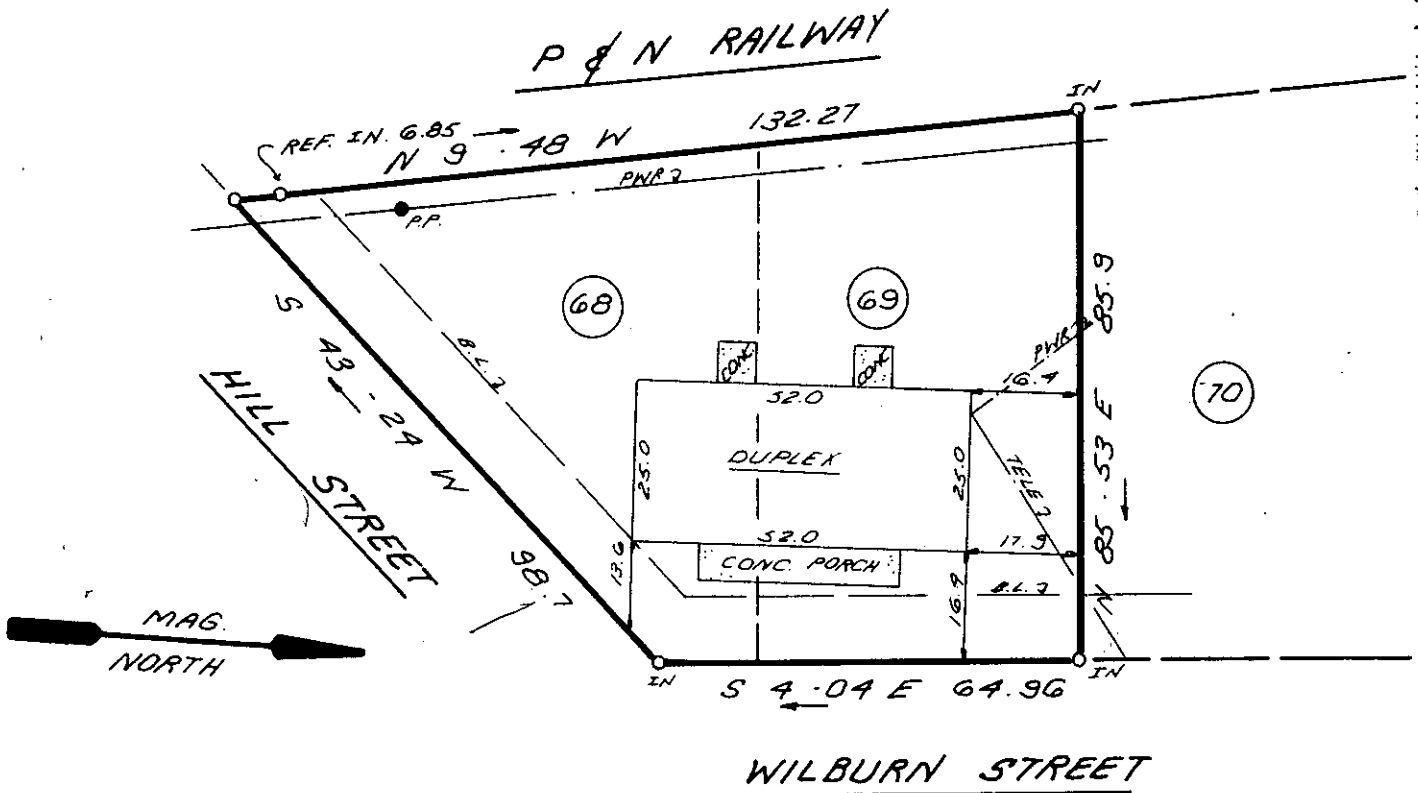 P & N RAILWAY
IN
REF. IN. 6.85
N 9 . 48 W 132.27
PWR
P.P.
68
69
70
S 43 - 24 W 98.7
HILL STREET
B.L.
CONC
CONC
PWR
16.4
52.0
DUPLEX
25.0
25.0
TELE
N 85 . 53 E 85.9
52.0
17.9
CONC. PORCH
13.6
16.9
B.L.
MAG.
NORTH
IN
IN
S 4 . 04 E 64.96
WILBURN STREET